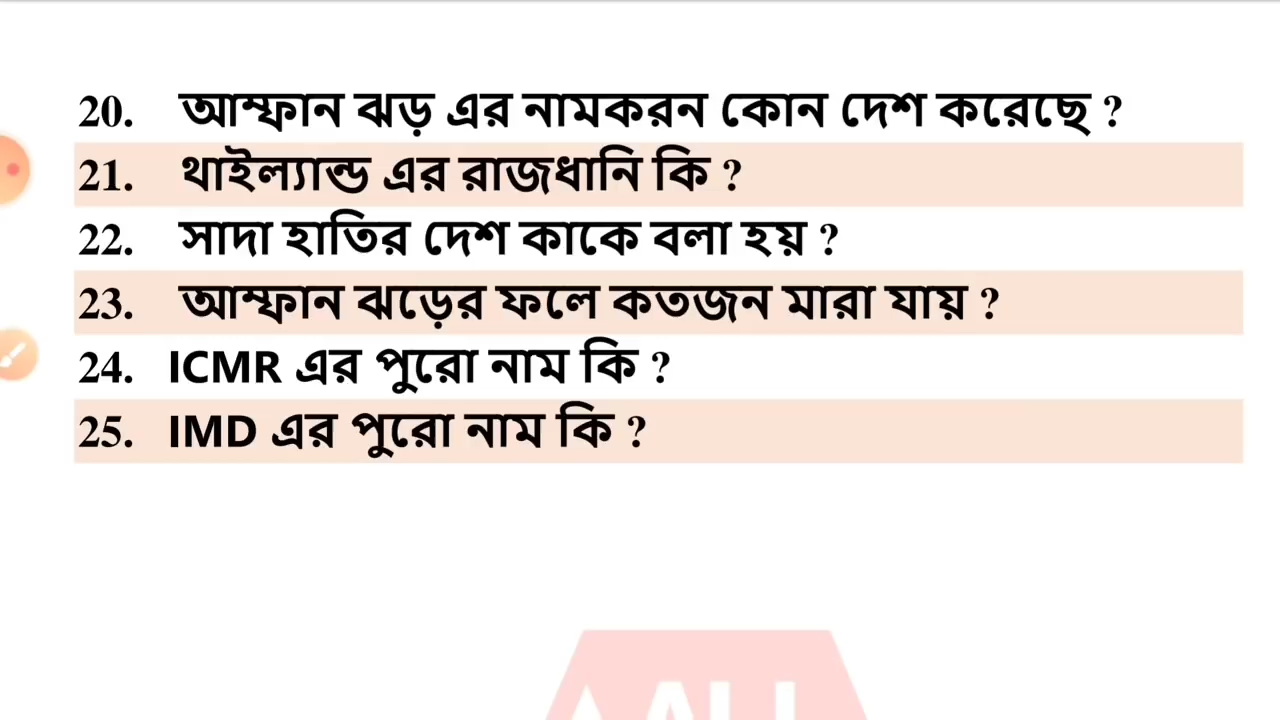 20. আম্ফান ঝড় এর নামকরন কোন দেশ করেছে ?
21. থাইল্যান্ড এর রাজধানি কি ?
22. সাদা হাতির দেশ কাকে বলা হয় ?
23. আম্ফান ঝড়ের ফলে কতজন মারা যায় ?
24. ICMR এর পুরো নাম কি ?
25. IMD এর পুরো নাম কি ?